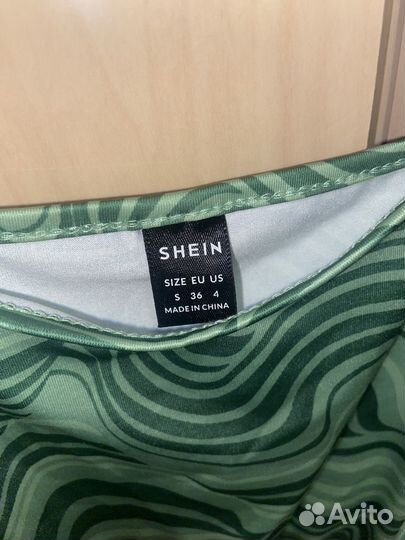 SHEIN
SIZE EU US
S 36 4
MADE IN CHINA
Avito